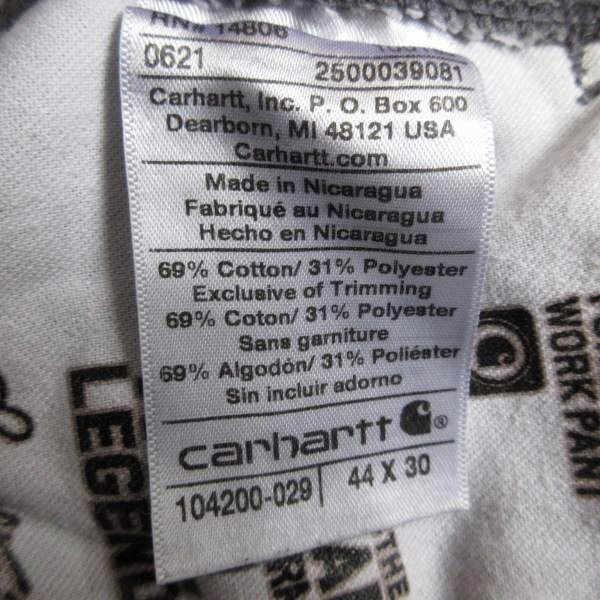 RN# 14806
0621
2500039081
Carhartt, Inc. P. O. Box 600
Dearborn, MI 48121 USA
Carhartt.com
Made in Nicaragua
Fabriqué au Nicaragua
Hecho en Nicaragua
69% Cotton/ 31% Polyester
Exclusive of Trimming
69% Coton/ 31% Polyester
Sans garniture
69% Algodón/ 31% Poliéster
Sin incluir adorno
carhartt
104200-029 44 X 30
WORK PANT
THE